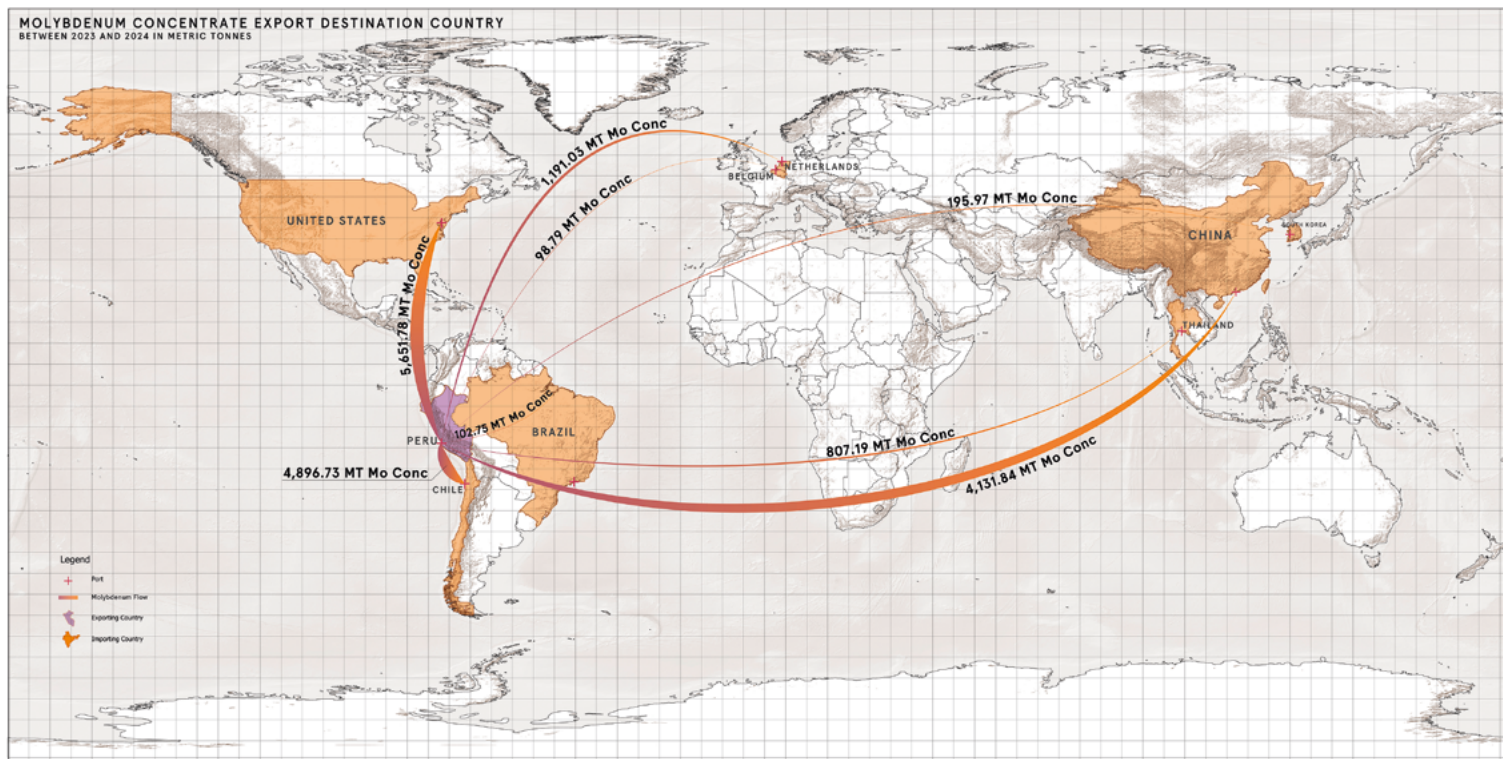 MOLYBDENUM CONCENTRATE EXPORT DESTINATION COUNTRY
BETWEEN 2023 AND 2024 IN METRIC TONNES
1,191.03 MT Mo Conc
98.79 MT Mo Conc
NETHERLANDS
BELGIUM
195.97 MT Mo Conc
UNITED STATES
CHINA
SOUTH KOREA
5,651.78 MT Mo Conc
THAILAND
102.75 MT Mo Conc
BRAZIL
PERU
807.19 MT Mo Conc
4,131.84 MT Mo Conc
4,896.73 MT Mo Conc
CHILE
Legend
Port
Molybdenum Flow
Exporting Country
Importing Country